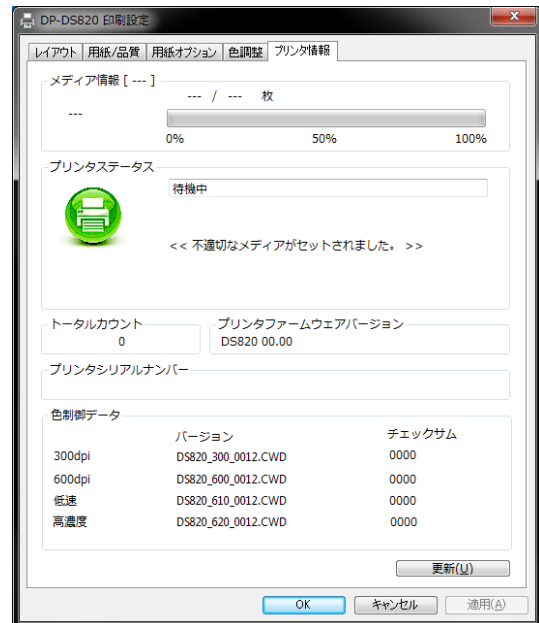 DP-DS820 印刷設定
レイアウト 用紙/品質 用紙オプション 色調整 プリンタ情報
メディア情報 [ --- ]
--- / --- 枚
---
0% 50% 100%
プリンタステータス
待機中
<< 不適切なメディアがセットされました。 >>
トータルカウント プリンタファームウェアバージョン
0 DS820 00.00
プリンタシリアルナンバー
色制御データ
バージョン チェックサム
300dpi DS820_300_0012.CWD 0000
600dpi DS820_600_0012.CWD 0000
低速 DS820_610_0012.CWD 0000
高濃度 DS820_620_0012.CWD 0000
更新(U)
OK キャンセル 適用(A)